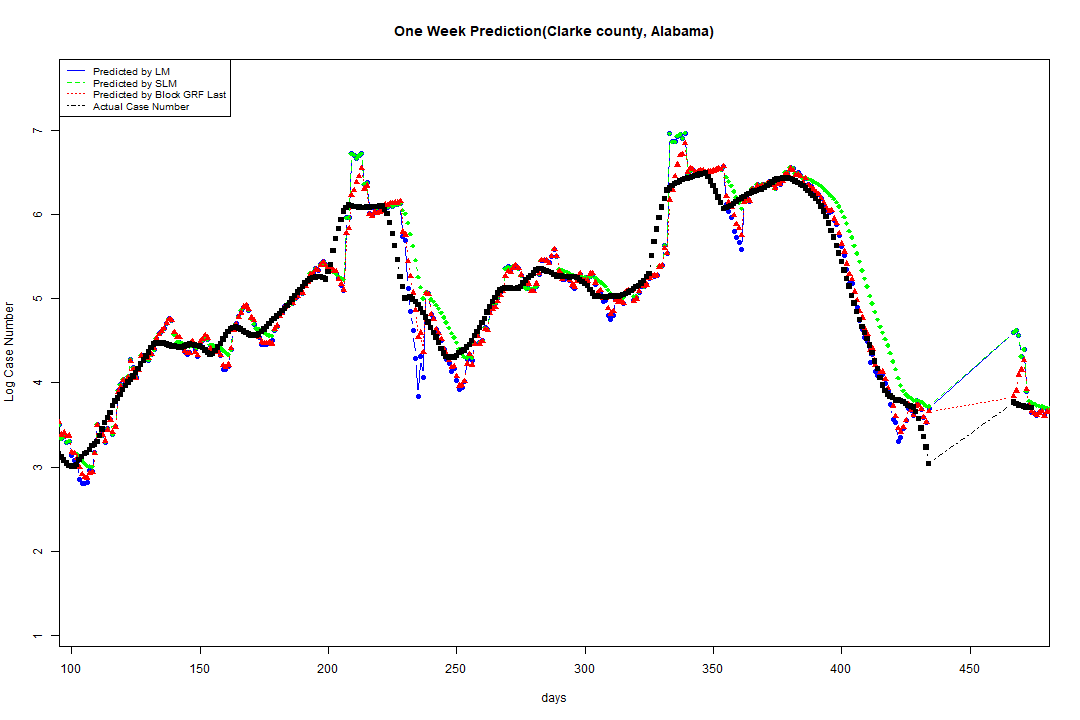 One Week Prediction(Clarke county, Alabama)
Predicted by LM
Predicted by SLM
Predicted by Block GRF Last
Actual Case Number
Log Case Number
7
6
5
4
3
2
1
100 150 200 250 300 350 400 450
days